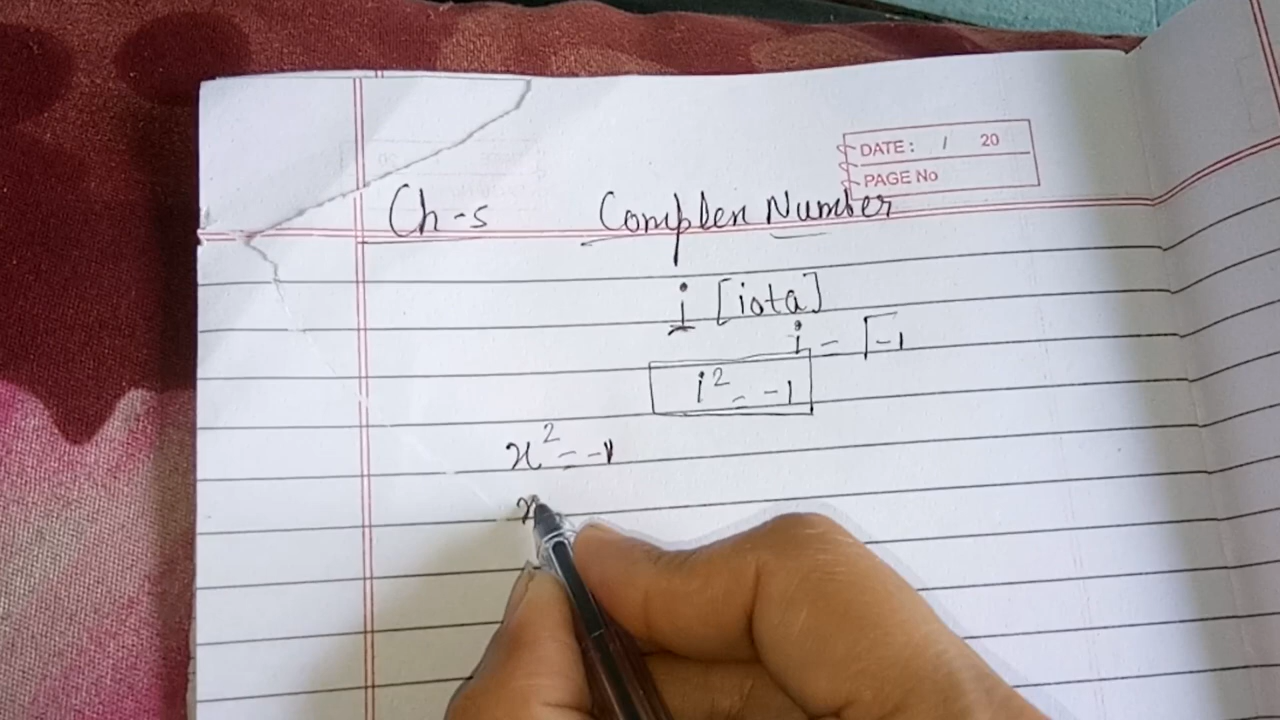 DATE: / 20
PAGE No
Ch-5 Complex Number
i [iota]
i = √-1
i² = -1
x² = -1
x